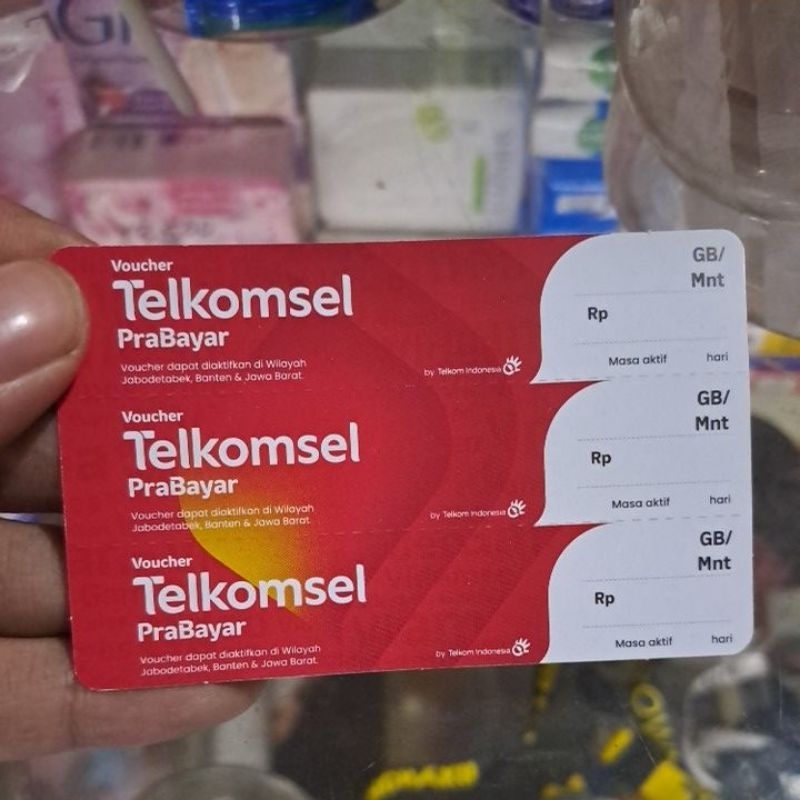 Voucher
Telkomsel
PraBayar
Voucher dapat diaktifkan di Wilayah
Jabodetabek, Banten & Jawa Barat.
by Telkom Indonesia
GB/
Mnt
Rp
Masa aktif hari
Voucher
Telkomsel
PraBayar
Voucher dapat diaktifkan di Wilayah
Jabodetabek, Banten & Jawa Barat.
by Telkom Indonesia
GB/
Mnt
Rp
Masa aktif hari
Voucher
Telkomsel
PraBayar
Voucher dapat diaktifkan di Wilayah
Jabodetabek, Banten & Jawa Barat.
by Telkom Indonesia
GB/
Mnt
Rp
Masa aktif hari